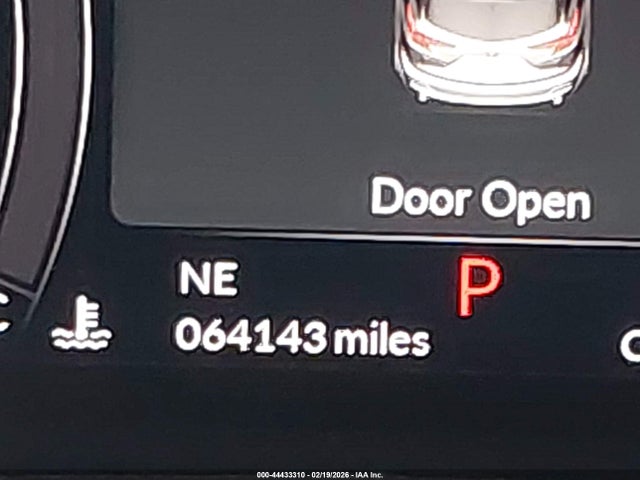 Door Open
NE
P
064143 miles
C
000-44433310 - 02/19/2026 - IAA Inc.